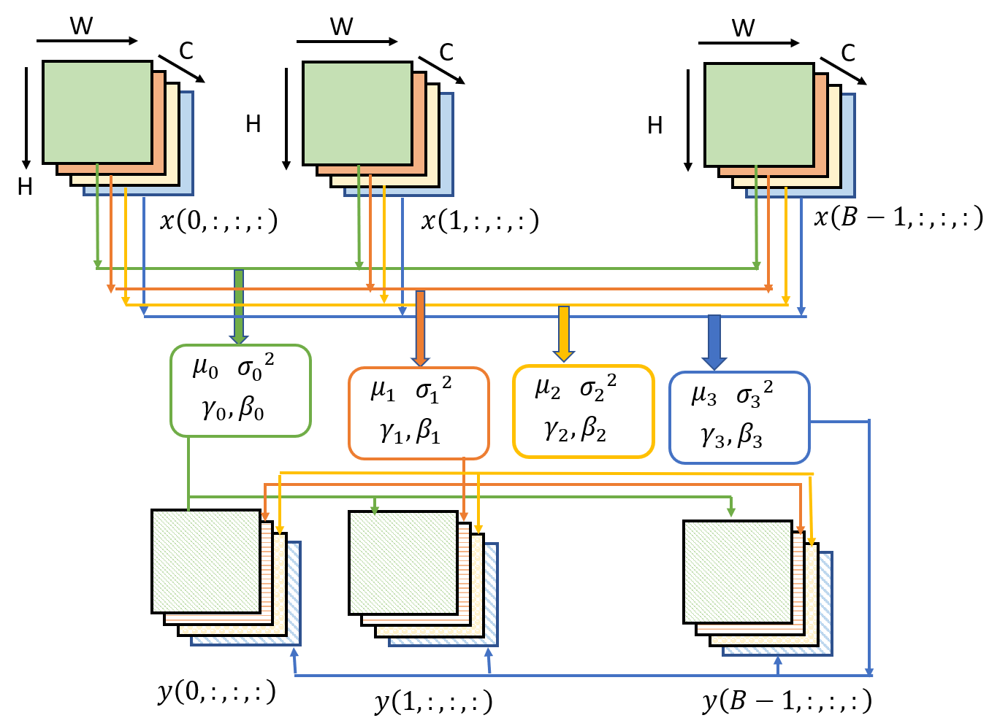 W
W
W
C
C
C
H
H
H
x(0,:,:,:)
x(1,:,:,:)
x(B − 1,:,:,:)
μ₀ σ₀²
γ₀, β₀
μ₁ σ₁²
γ₁, β₁
μ₂ σ₂²
γ₂, β₂
μ₃ σ₃²
γ₃, β₃
y(0,:,:,:)
y(1,:,:,:)
y(B − 1,:,:,:)